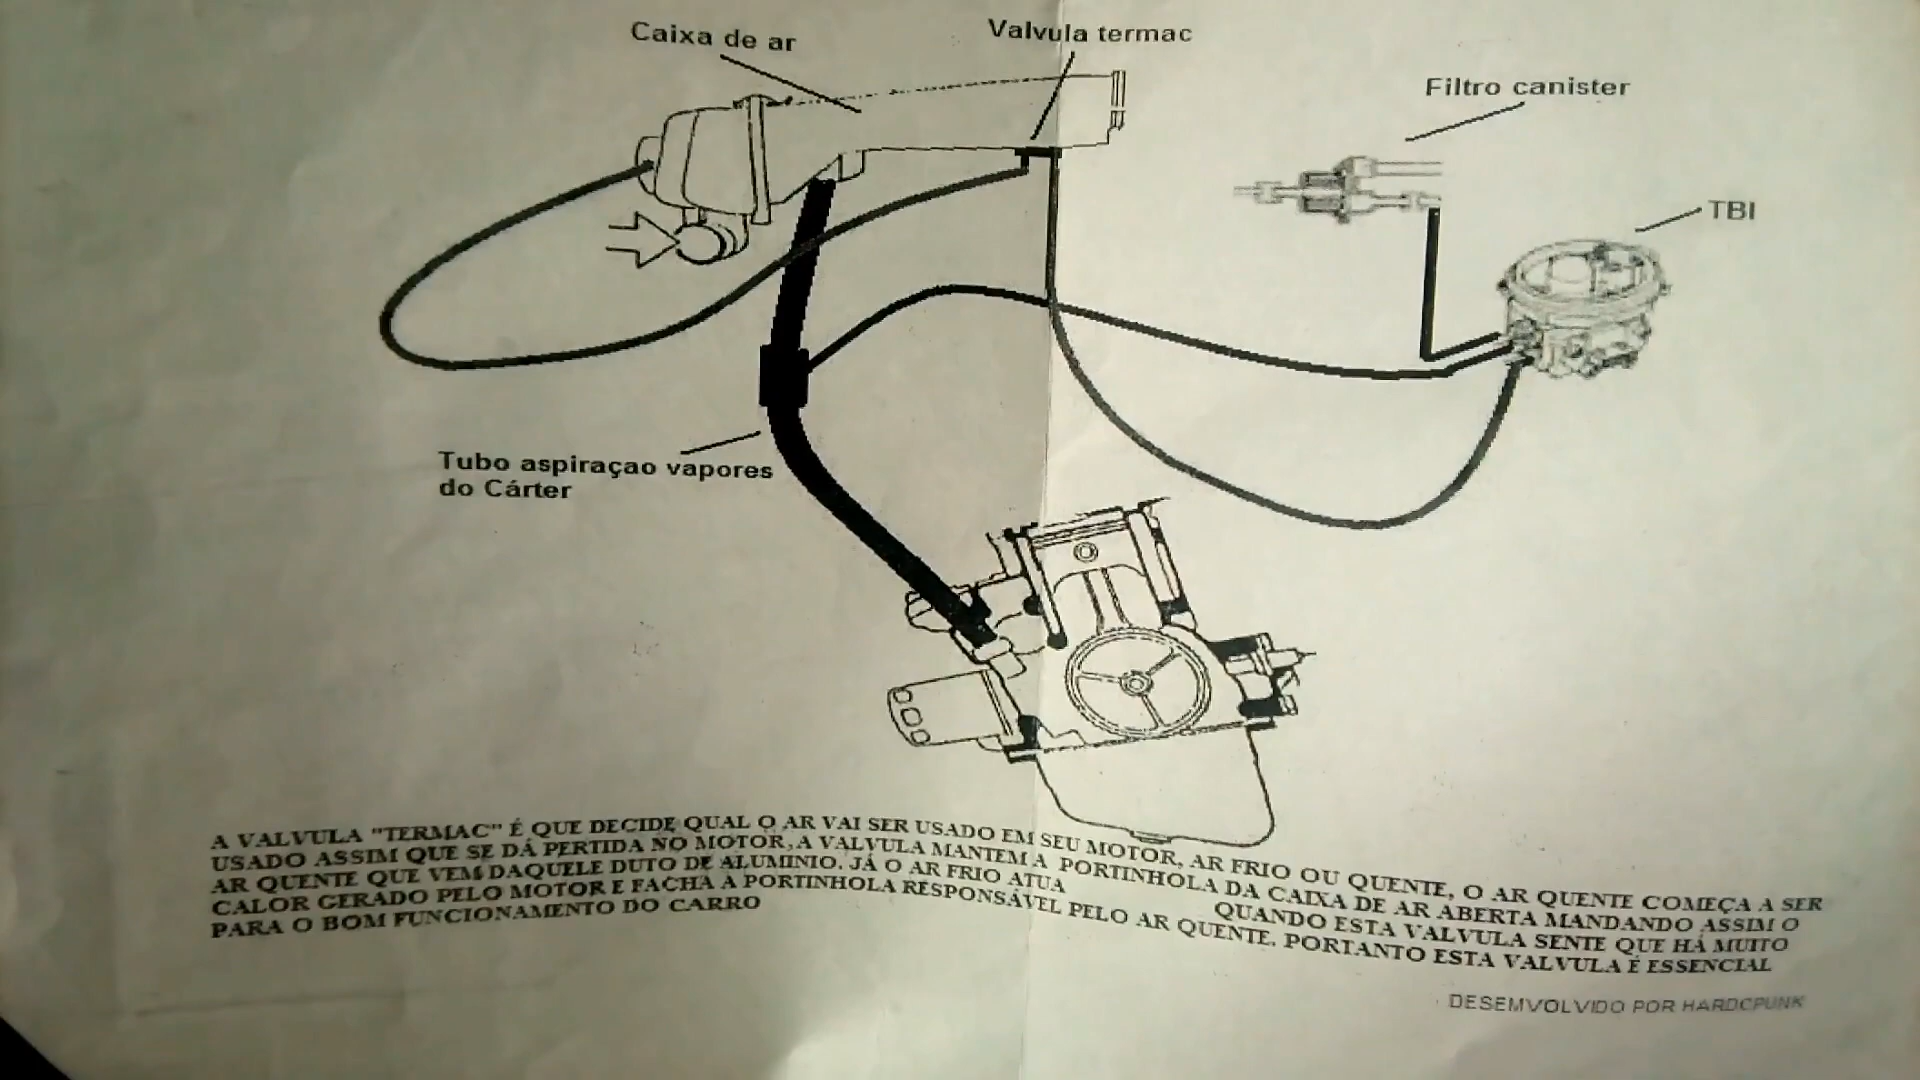 Caixa de ar
Valvula termac
Filtro canister
TBI
Tubo aspiraçao vapores
do Cárter
A VALVULA "TERMAC" É QUE DECIDE QUAL O AR VAI SER USADO EM SEU MOTOR, AR FRIO OU QUENTE, O AR QUENTE COMEÇA A SER
USADO ASSIM QUE SE DÁ PERTIDA NO MOTOR, A VALVULA MANTEM A PORTINHOLA DA CAIXA DE AR ABERTA MANDANDO ASSIM O
AR QUENTE QUE VEM DAQUELE DUTO DE ALUMINIO. JÁ O AR FRIO ATUA QUANDO ESTA VALVULA SENTE QUE HÁ MUITO
CALOR GERADO PELO MOTOR E FACHA A PORTINHOLA RESPONSÁVEL PELO AR QUENTE. PORTANTO ESTA VALVULA É ESSENCIAL
PARA O BOM FUNCIONAMENTO DO CARRO
DESEMVOLVIDO POR HARDCPUNK